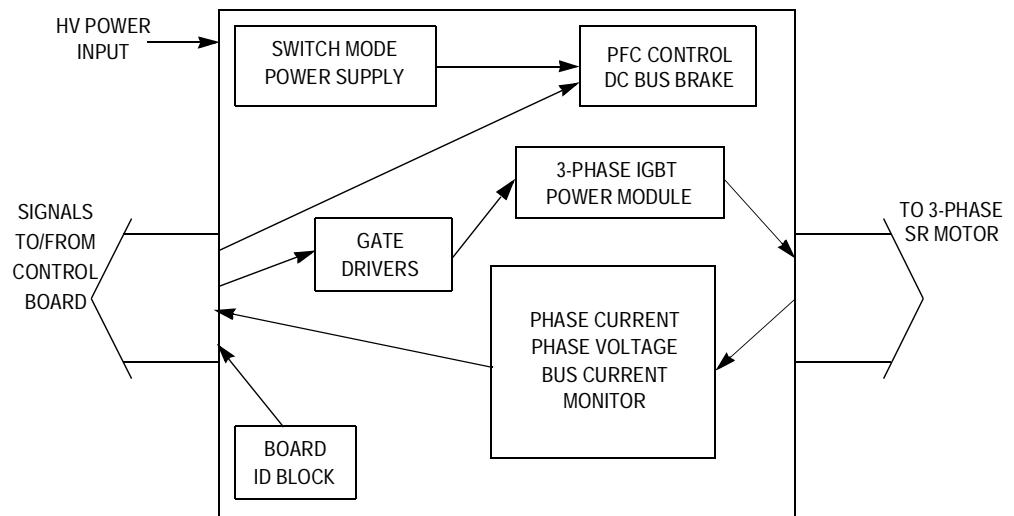 HV POWER
INPUT
SWITCH MODE
POWER SUPPLY
PFC CONTROL
DC BUS BRAKE
3-PHASE IGBT
POWER MODULE
SIGNALS
TO/FROM
CONTROL
BOARD
GATE
DRIVERS
TO 3-PHASE
SR MOTOR
PHASE CURRENT
PHASE VOLTAGE
BUS CURRENT
MONITOR
BOARD
ID BLOCK